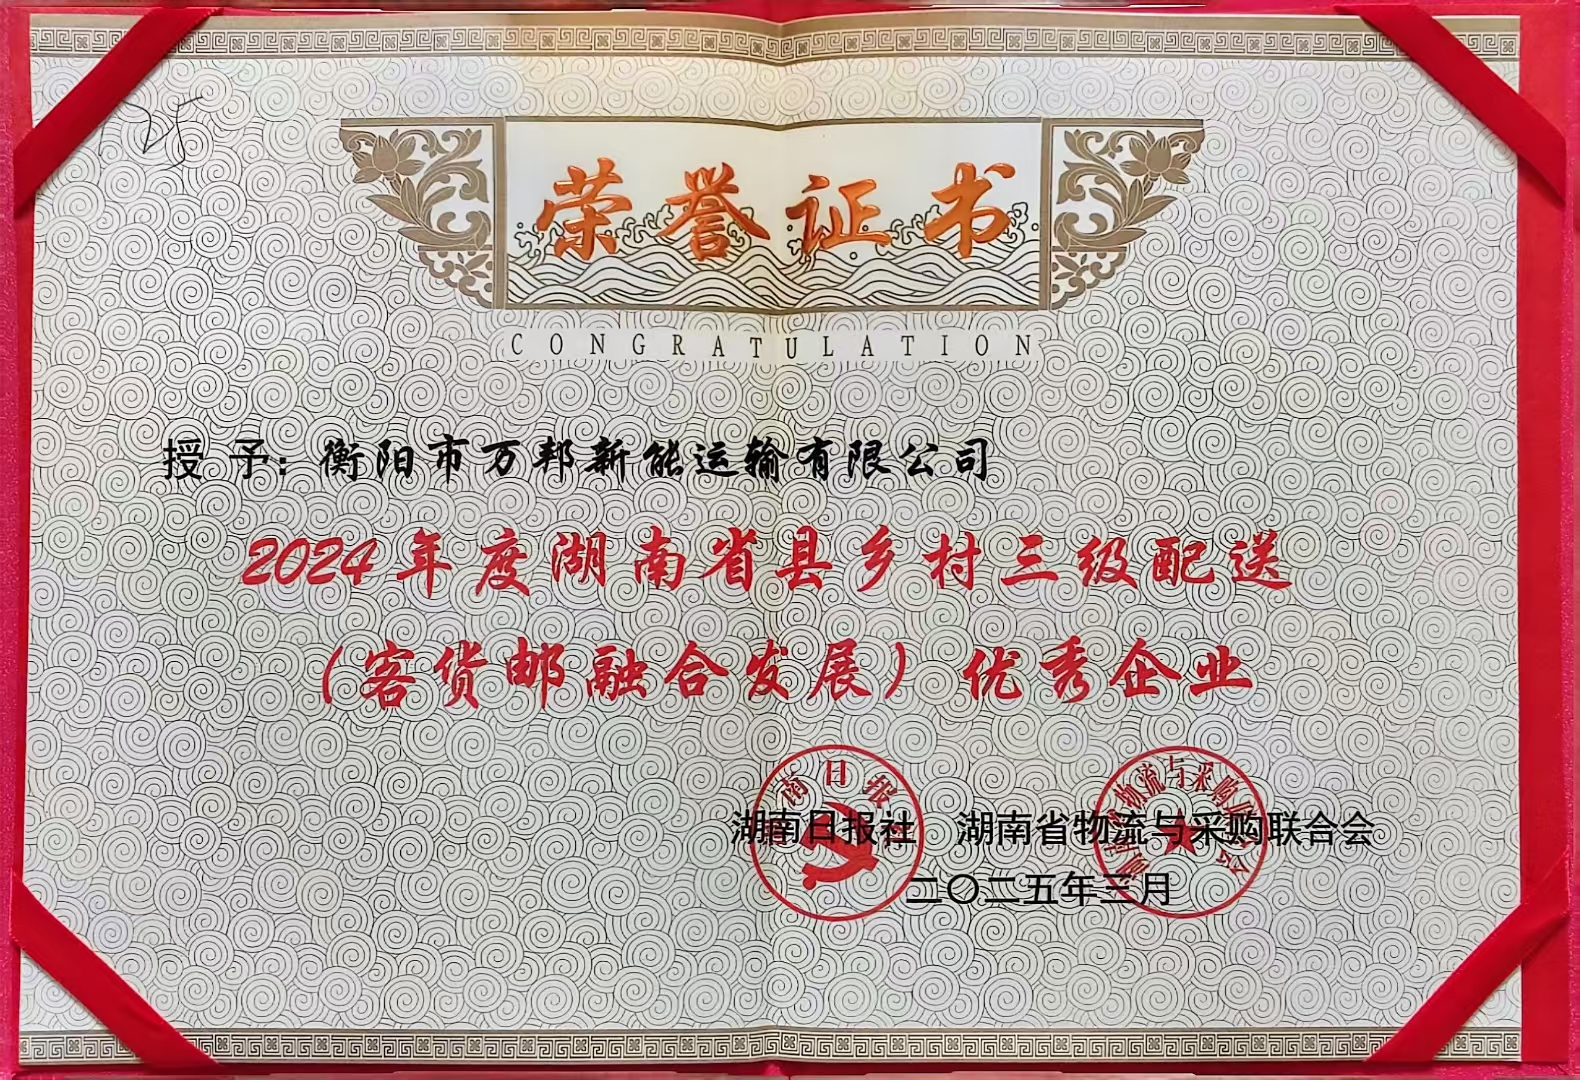 25
荣誉证书
CONGRATULATION
授 予：衡阳市万邦新能运输有限公司
2024年度湖南省县乡村三级配送
（客货邮融合发展）优秀企业
湖南日报社 湖南省物流与采购联合会
二〇二五年三月